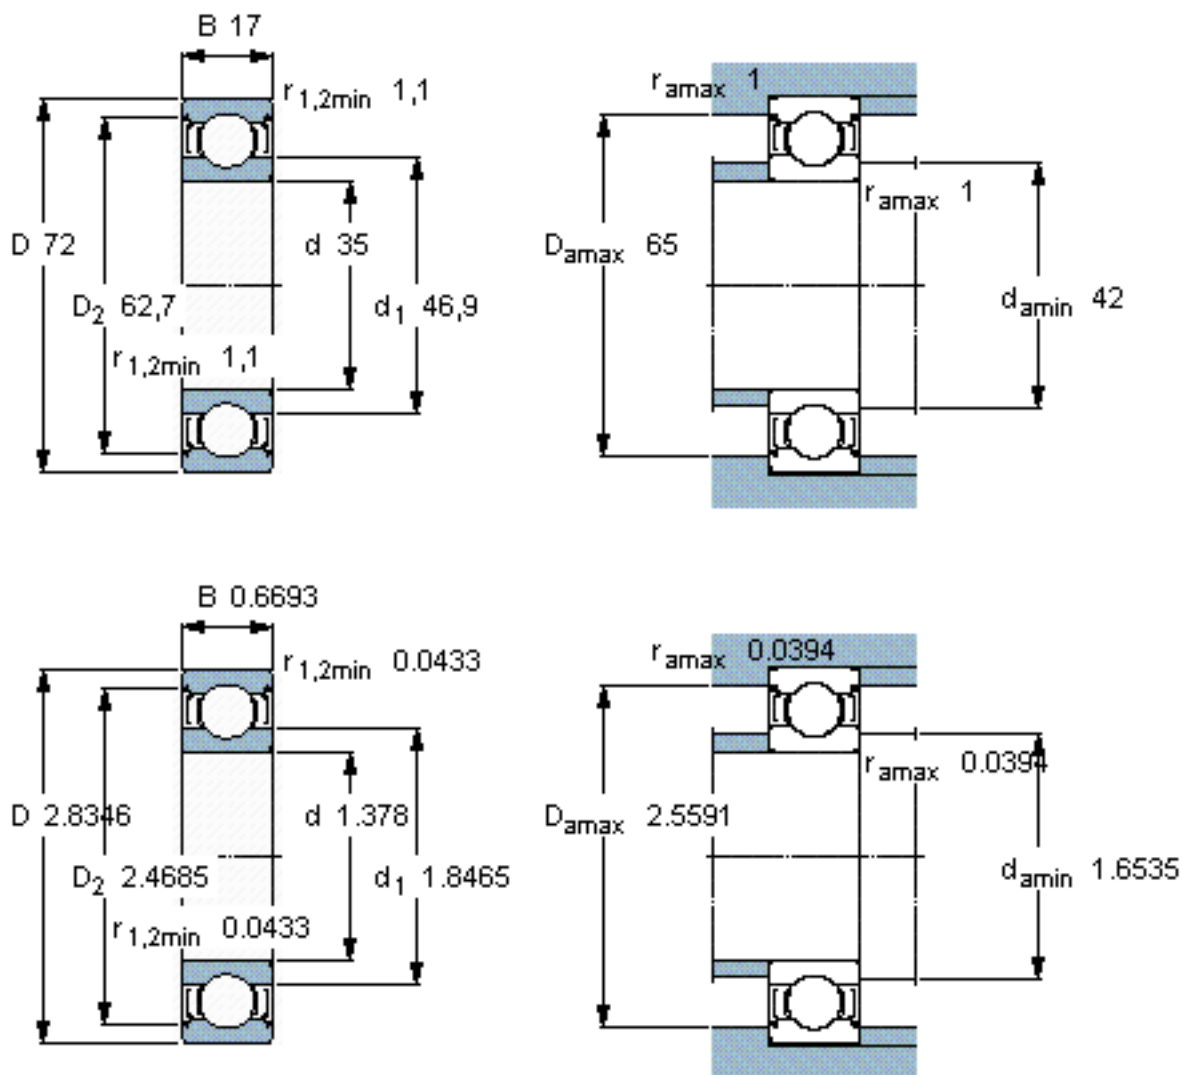 B 17
r1,2min 1,1
ramax 1
ramax 1
D 72
d 35
Damax 65
D2 62,7
d1 46,9
damin 42
r1,2min 1,1
B 0.6693
r1,2min 0.0433
ramax 0.0394
ramax 0.0394
D 2.8346
d 1.378
Damax 2.5591
D2 2.4685
d1 1.8465
damin 1.6535
r1,2min 0.0433